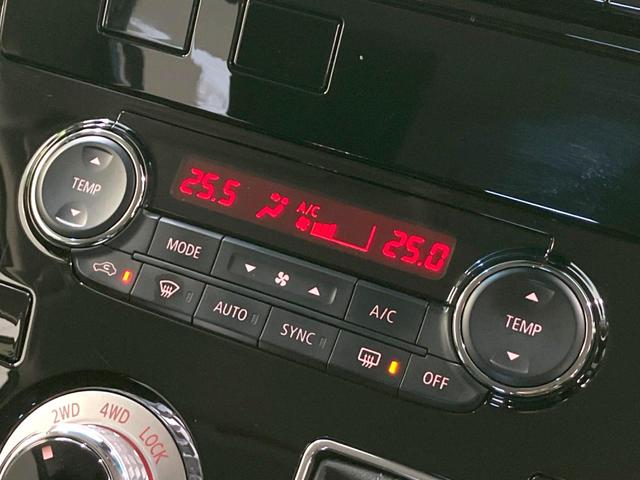 25.5 A/C 25.0
TEMP
MODE
A/C
TEMP
AUTO
SYNC
OFF
2WD 4WD LOCK